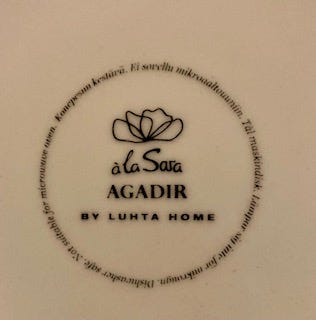 Konepesun kestävä. Ei sovellu mikroaaltouuniin. Tål maskindisk. Lämpar sig inte för mikrougn. Dishwasher safe. Not suitable for microwave oven.
à la Sara
AGADIR
BY LUHTA HOME